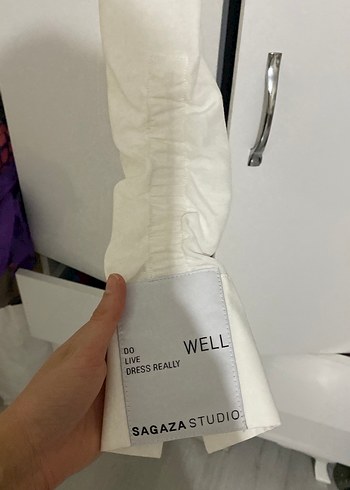 DO
WELL
LIVE
DRESS REALLY
SAGAZA STUDIO